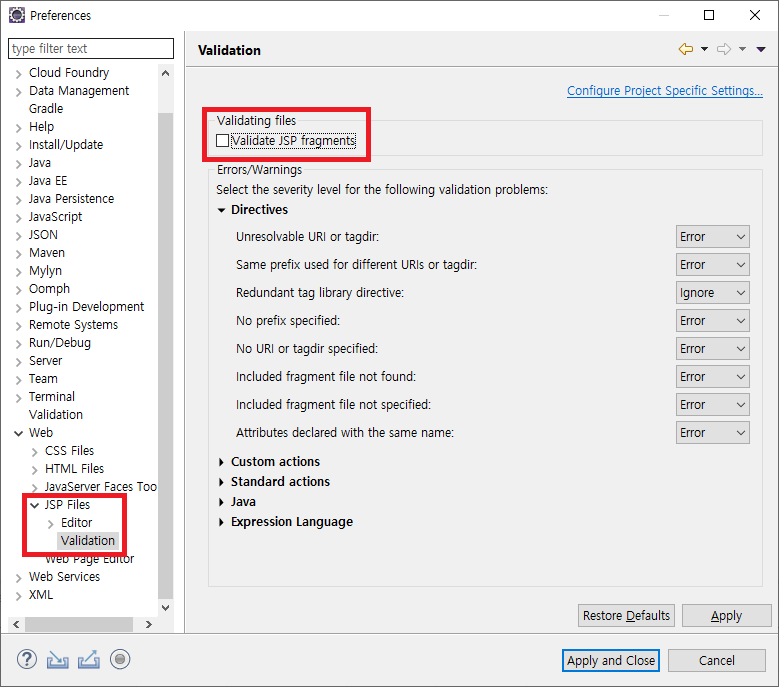 Preferences
type filter text
Cloud Foundry
Data Management
Gradle
Help
Install/Update
Java
Java EE
Java Persistence
JavaScript
JSON
Maven
Mylyn
Oomph
Plug-in Development
Remote Systems
Run/Debug
Server
Team
Terminal
Validation
Web
CSS Files
HTML Files
JavaServer Faces Too
JSP Files
Editor
Validation
Web Page Editor
Web Services
XML
Validation
Configure Project Specific Settings...
Validating files
Validate JSP fragments
Errors/Warnings
Select the severity level for the following validation problems:
Directives
Unresolvable URI or tagdir: Error
Same prefix used for different URIs or tagdir: Error
Redundant tag library directive: Ignore
No prefix specified: Error
No URI or tagdir specified: Error
Included fragment file not found: Error
Included fragment file not specified: Error
Attributes declared with the same name: Error
Custom actions
Standard actions
Java
Expression Language
Restore Defaults Apply
? Apply and Close Cancel